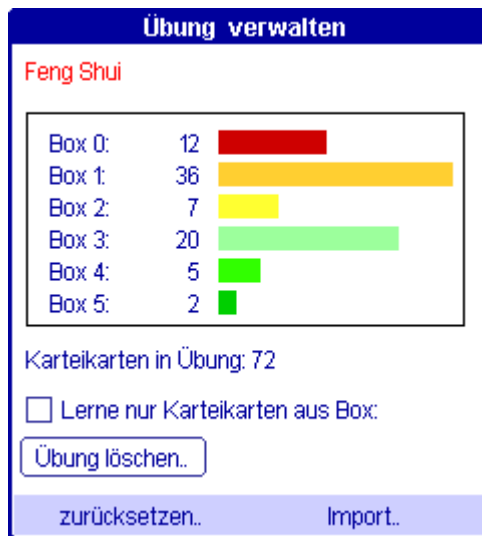 Übung verwalten
Feng Shui
Box 0: 12
Box 1: 36
Box 2: 7
Box 3: 20
Box 4: 5
Box 5: 2
Karteikarten in Übung: 72
Lerne nur Karteikarten aus Box:
Übung löschen..
zurücksetzen.. Import..